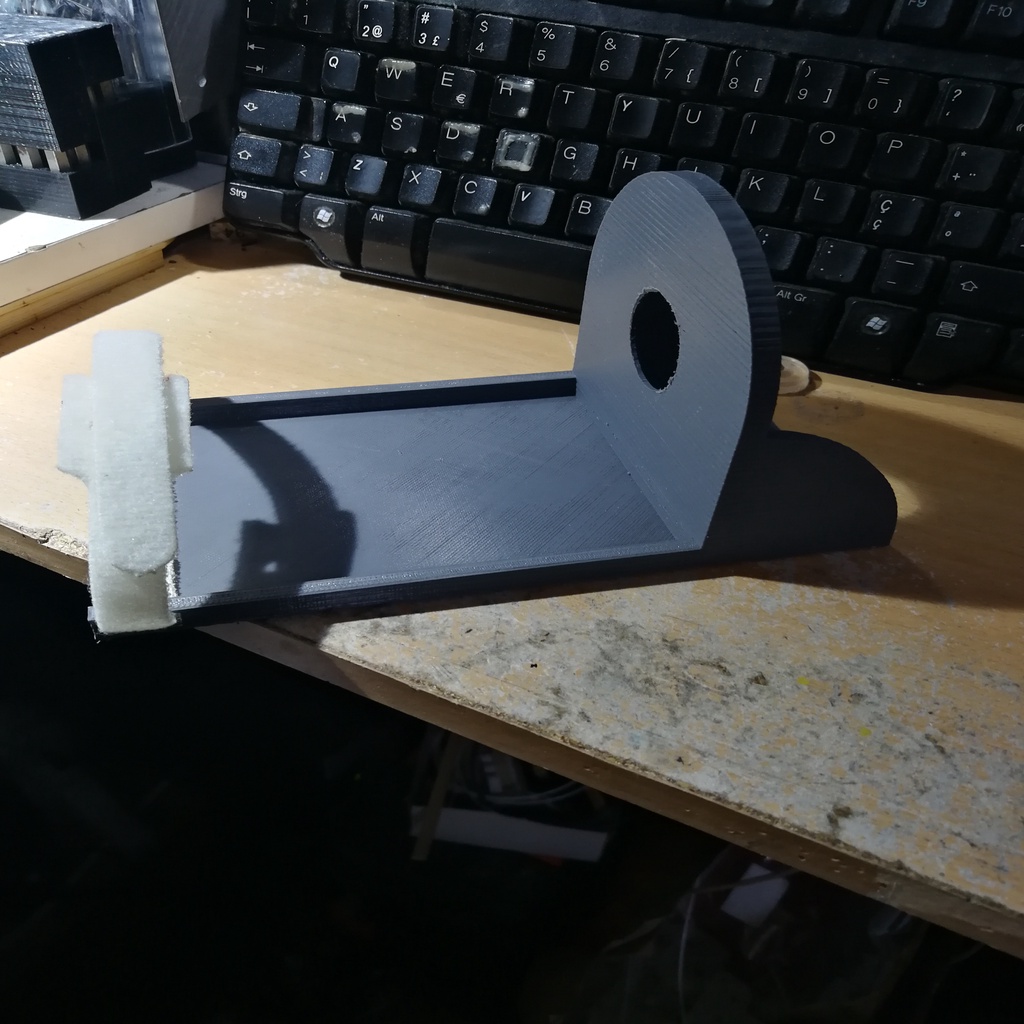 F9 F10
! 1 " 2 @ # 3 £ $ 4 % 5 & 6 / 7 { ( 8 [ ) 9 ] = 0 } ?
Q W E € R T Y U I O P * + ¨
A S D G H K L Ç ç º ª
> < Z X C V B ; : _ –
Strg Alt Alt Gr